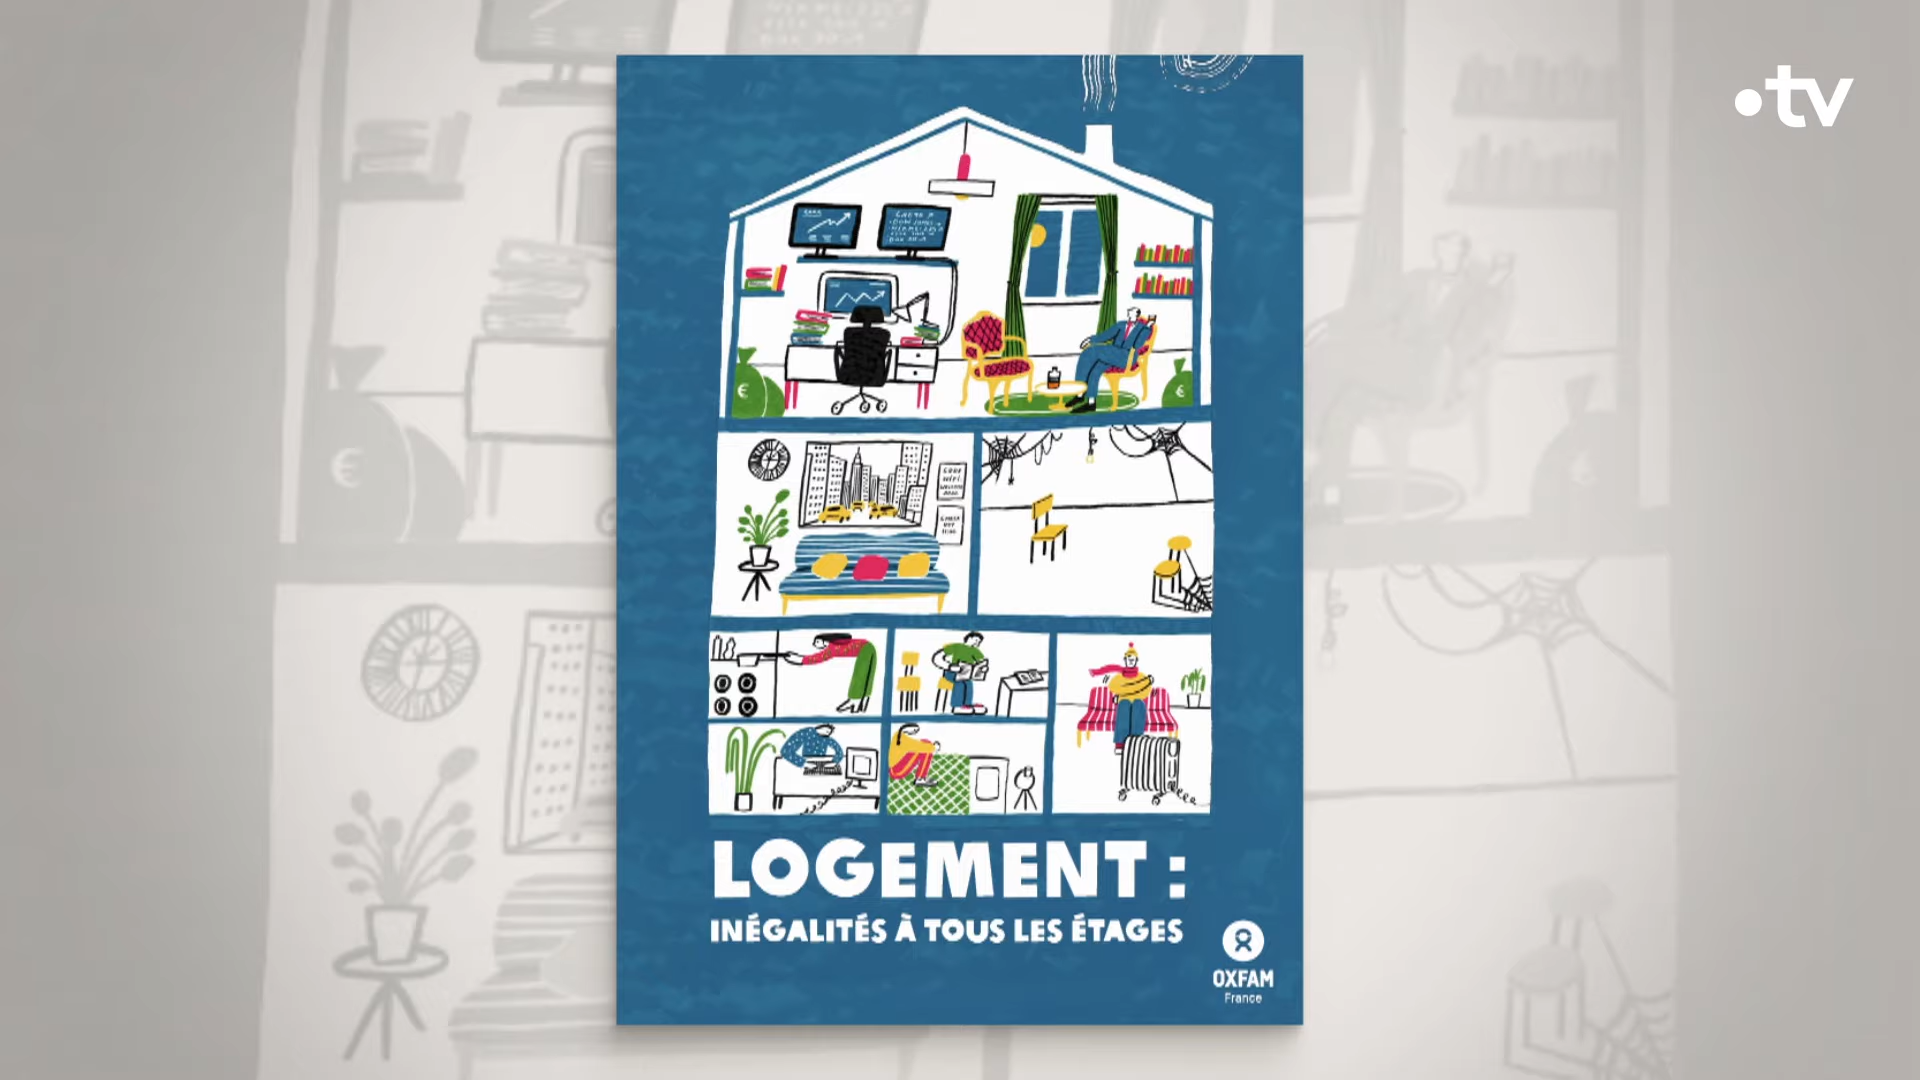 tv
€
€
LOGEMENT :
INÉGALITÉS À TOUS LES ÉTAGES
OXFAM
France